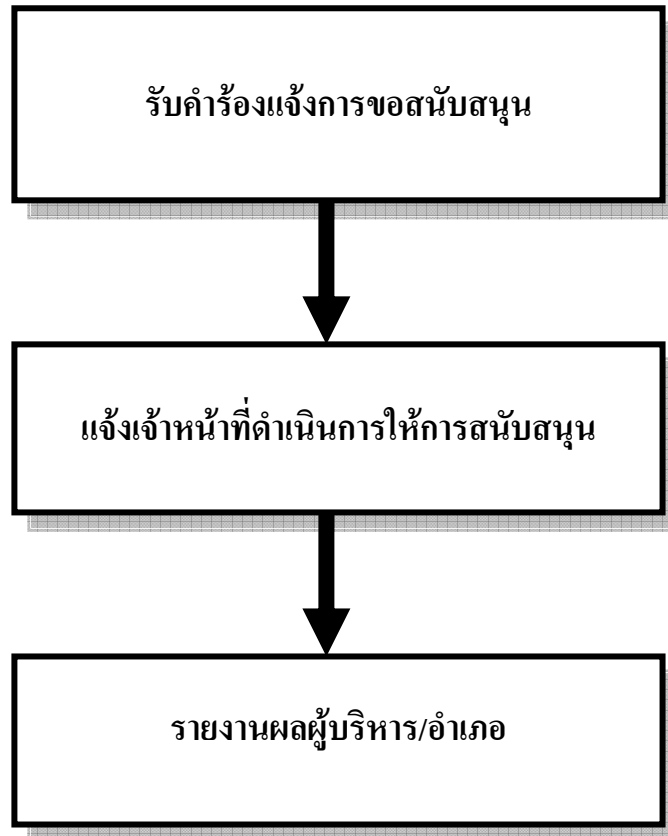 รับคำร้องแจ้งการขอสนับสนุน
แจ้งเจ้าหน้าที่ดำเนินการให้การสนับสนุน
รายงานผลผู้บริหาร/อำเภอ